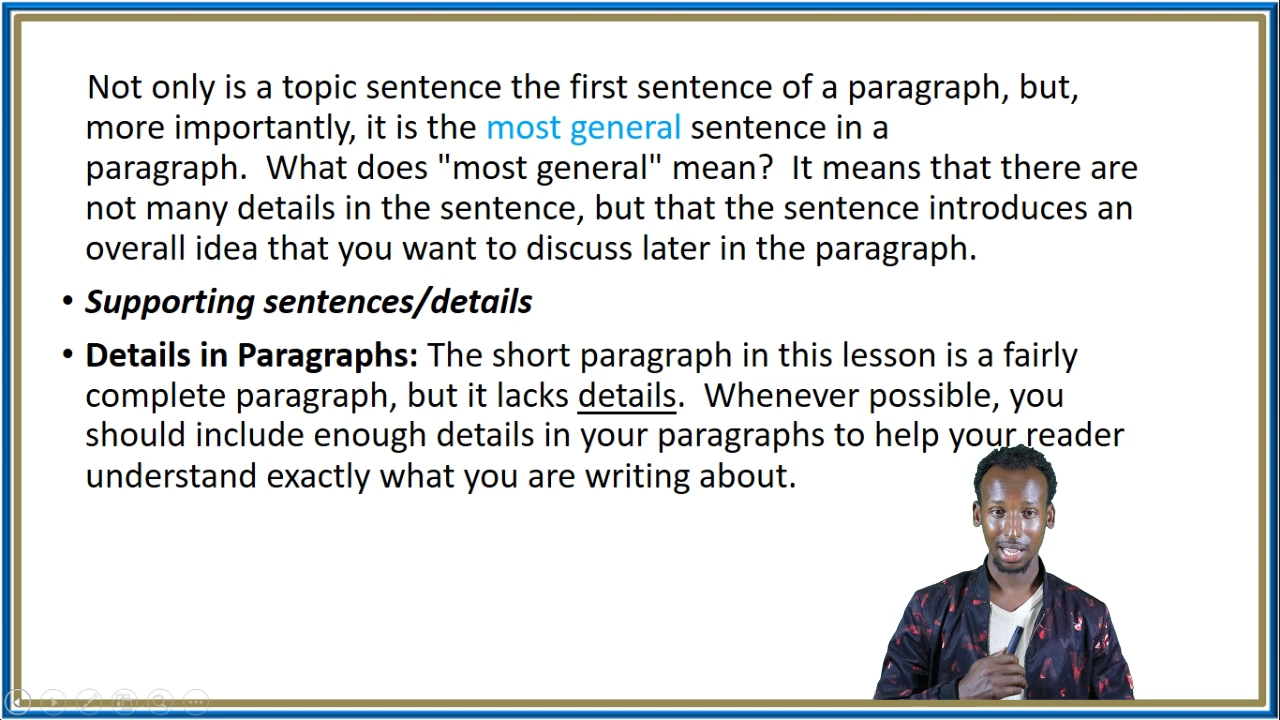 Not only is a topic sentence the first sentence of a paragraph, but,
more importantly, it is the most general sentence in a
paragraph.  What does "most general" mean?  It means that there are
not many details in the sentence, but that the sentence introduces an
overall idea that you want to discuss later in the paragraph.
• Supporting sentences/details
• Details in Paragraphs: The short paragraph in this lesson is a fairly
complete paragraph, but it lacks details.  Whenever possible, you
should include enough details in your paragraphs to help your reader
understand exactly what you are writing about.